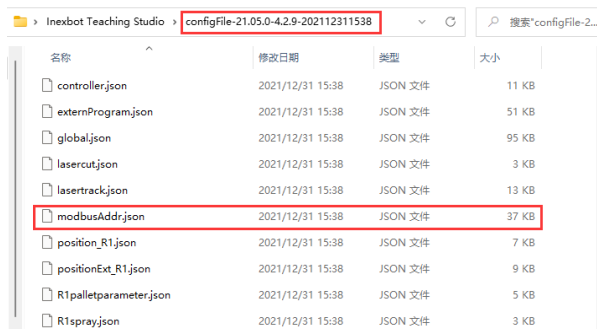 Inexbot Teaching Studio > configFile-21.05.0-4.2.9-202112311538 搜索"configFile-2...
名称 修改日期 类型 大小
controller.json 2021/12/31 15:38 JSON 文件 11 KB
externProgram.json 2021/12/31 15:38 JSON 文件 51 KB
global.json 2021/12/31 15:38 JSON 文件 95 KB
lasercut.json 2021/12/31 15:38 JSON 文件 3 KB
lasertrack.json 2021/12/31 15:38 JSON 文件 13 KB
modbusAddr.json 2021/12/31 15:38 JSON 文件 37 KB
position_R1.json 2021/12/31 15:38 JSON 文件 7 KB
positionExt_R1.json 2021/12/31 15:38 JSON 文件 9 KB
R1palletparameter.json 2021/12/31 15:38 JSON 文件 5 KB
R1spray.json 2021/12/31 15:38 JSON 文件 3 KB